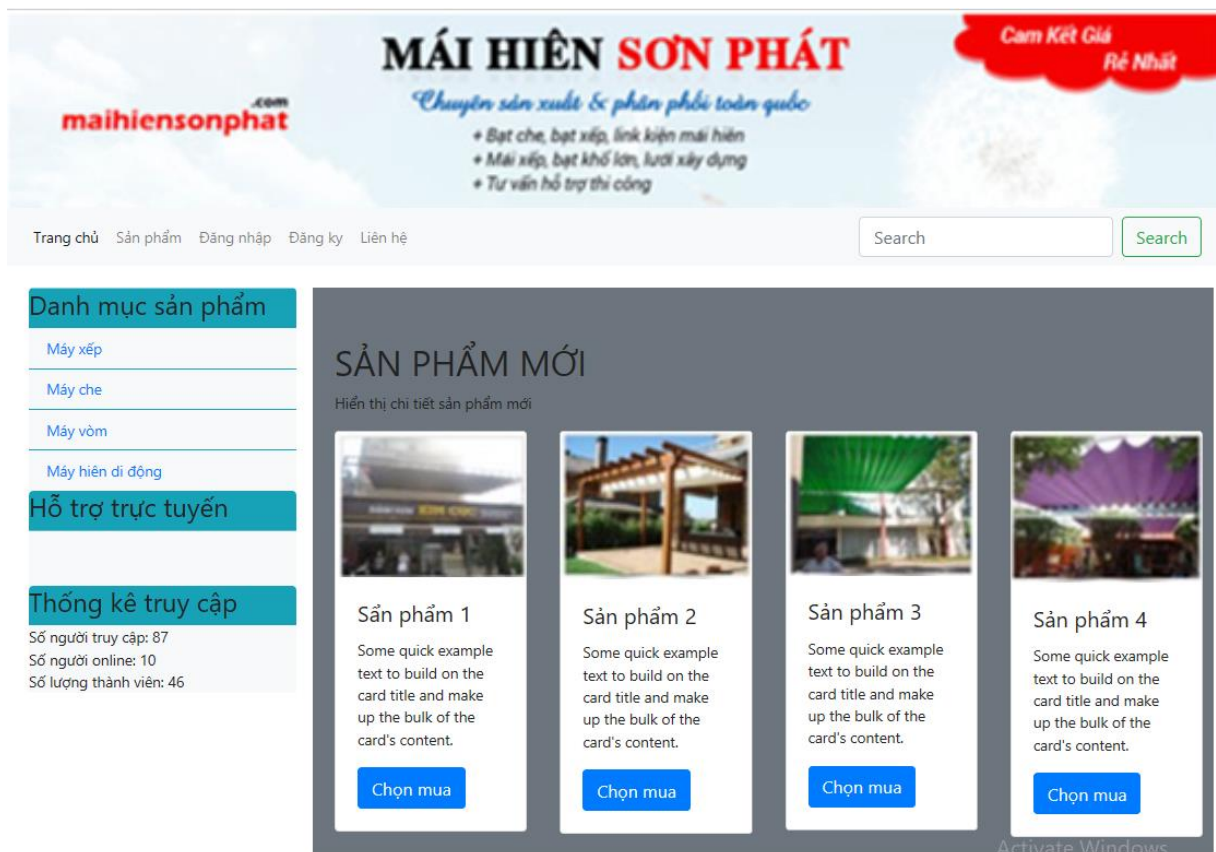 MÁI HIÊN SƠN PHÁT
Cam Kết Giá
Rẻ Nhất
.com
maihiensonphat
Chuyên sản xuất & phân phối toàn quốc
+ Bạt che, bạt xếp, link kiện mái hiên
+ Mái xếp, bạt khổ lớn, lưới xây dựng
+ Tư vấn hỗ trợ thi công
Trang chủ Sản phẩm Đăng nhập Đăng ky Liên hệ Search Search
Danh mục sản phẩm
Máy xếp
Máy che
Máy vòm
Máy hiên di động
Hỗ trợ trực tuyến
Thống kê truy cập
Số người truy cập: 87
Số người online: 10
Số lượng thành viên: 46
SẢN PHẨM MỚI
Hiển thị chi tiết sản phẩm mới
KIM CÚC
Sẩn phẩm 1
Some quick example
text to build on the
card title and make
up the bulk of the
card's content.
Chọn mua
Sản phẩm 2
Some quick example
text to build on the
card title and make
up the bulk of the
card's content.
Chọn mua
Sản phẩm 3
Some quick example
text to build on the
card title and make
up the bulk of the
card's content.
Chọn mua
Sản phẩm 4
Some quick example
text to build on the
card title and make
up the bulk of the
card's content.
Chọn mua
Activate Windows